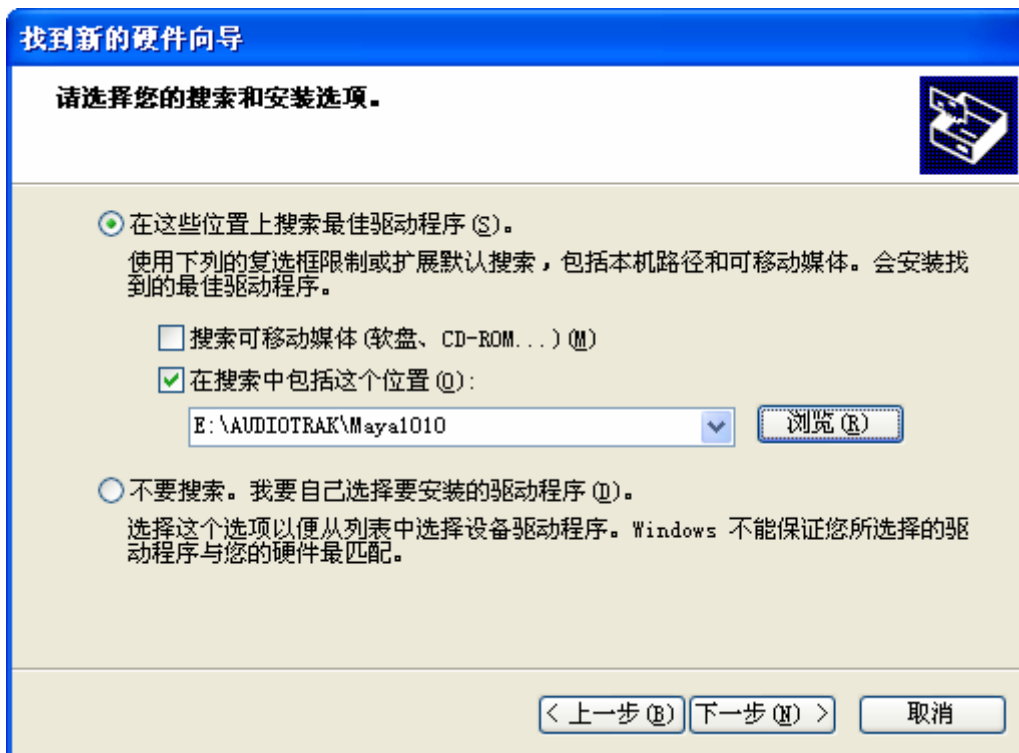 找到新的硬件向导
请选择您的搜索和安装选项。
在这些位置上搜索最佳驱动程序(S)。
使用下列的复选框限制或扩展默认搜索，包括本机路径和可移动媒体。会安装找
到的最佳驱动程序。
搜索可移动媒体(软盘、CD-ROM...)(M)
在搜索中包括这个位置(O):
E:\AUDIOTRAK\Maya1010
浏览(R)
不要搜索。我要自己选择要安装的驱动程序(D)。
选择这个选项以便从列表中选择设备驱动程序。Windows 不能保证您所选择的驱
动程序与您的硬件最匹配。
< 上一步(B) 下一步(N) > 取消